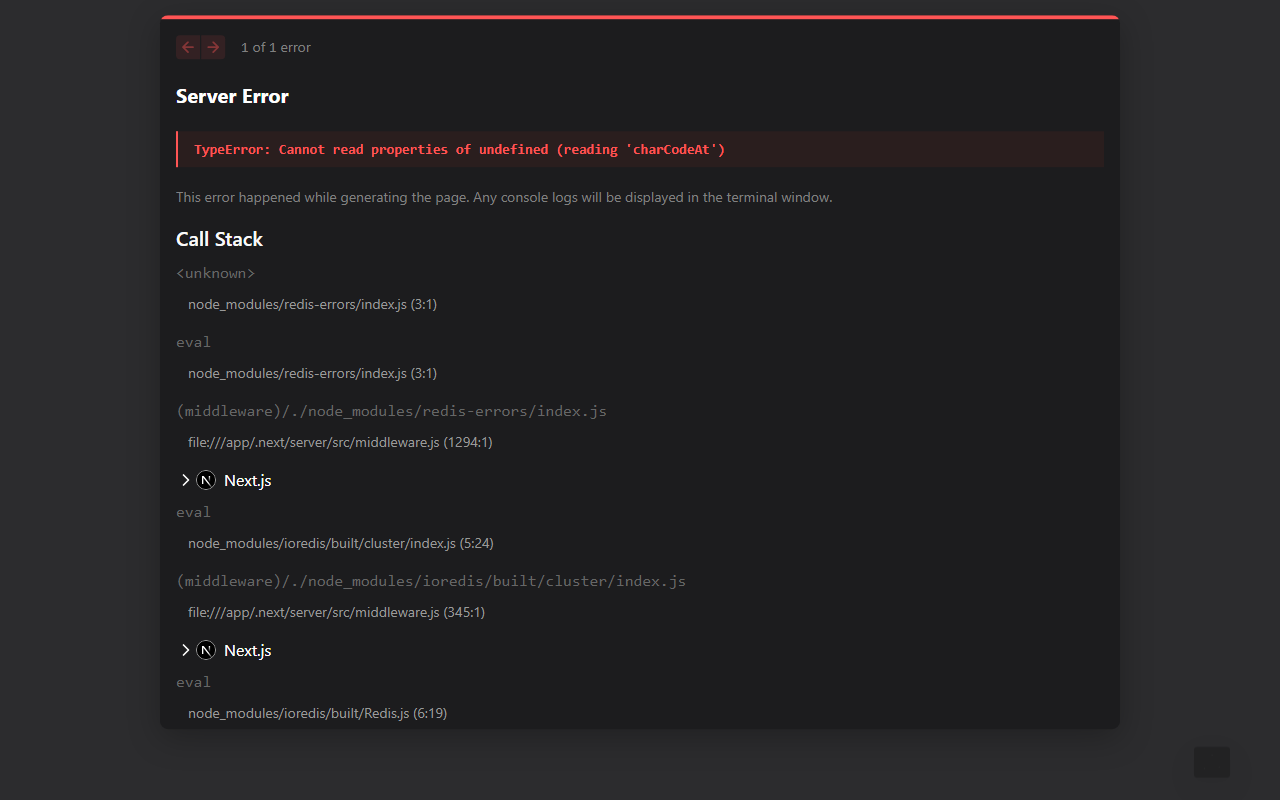 1 of 1 error
Server Error
TypeError: Cannot read properties of undefined (reading 'charCodeAt')
This error happened while generating the page. Any console logs will be displayed in the terminal window.
Call Stack
<unknown>
node_modules/redis-errors/index.js (3:1)
eval
node_modules/redis-errors/index.js (3:1)
(middleware)/./node_modules/redis-errors/index.js
file:///app/.next/server/src/middleware.js (1294:1)
N Next.js
eval
node_modules/ioredis/built/cluster/index.js (5:24)
(middleware)/./node_modules/ioredis/built/cluster/index.js
file:///app/.next/server/src/middleware.js (345:1)
N Next.js
eval
node_modules/ioredis/built/Redis.js (6:19)